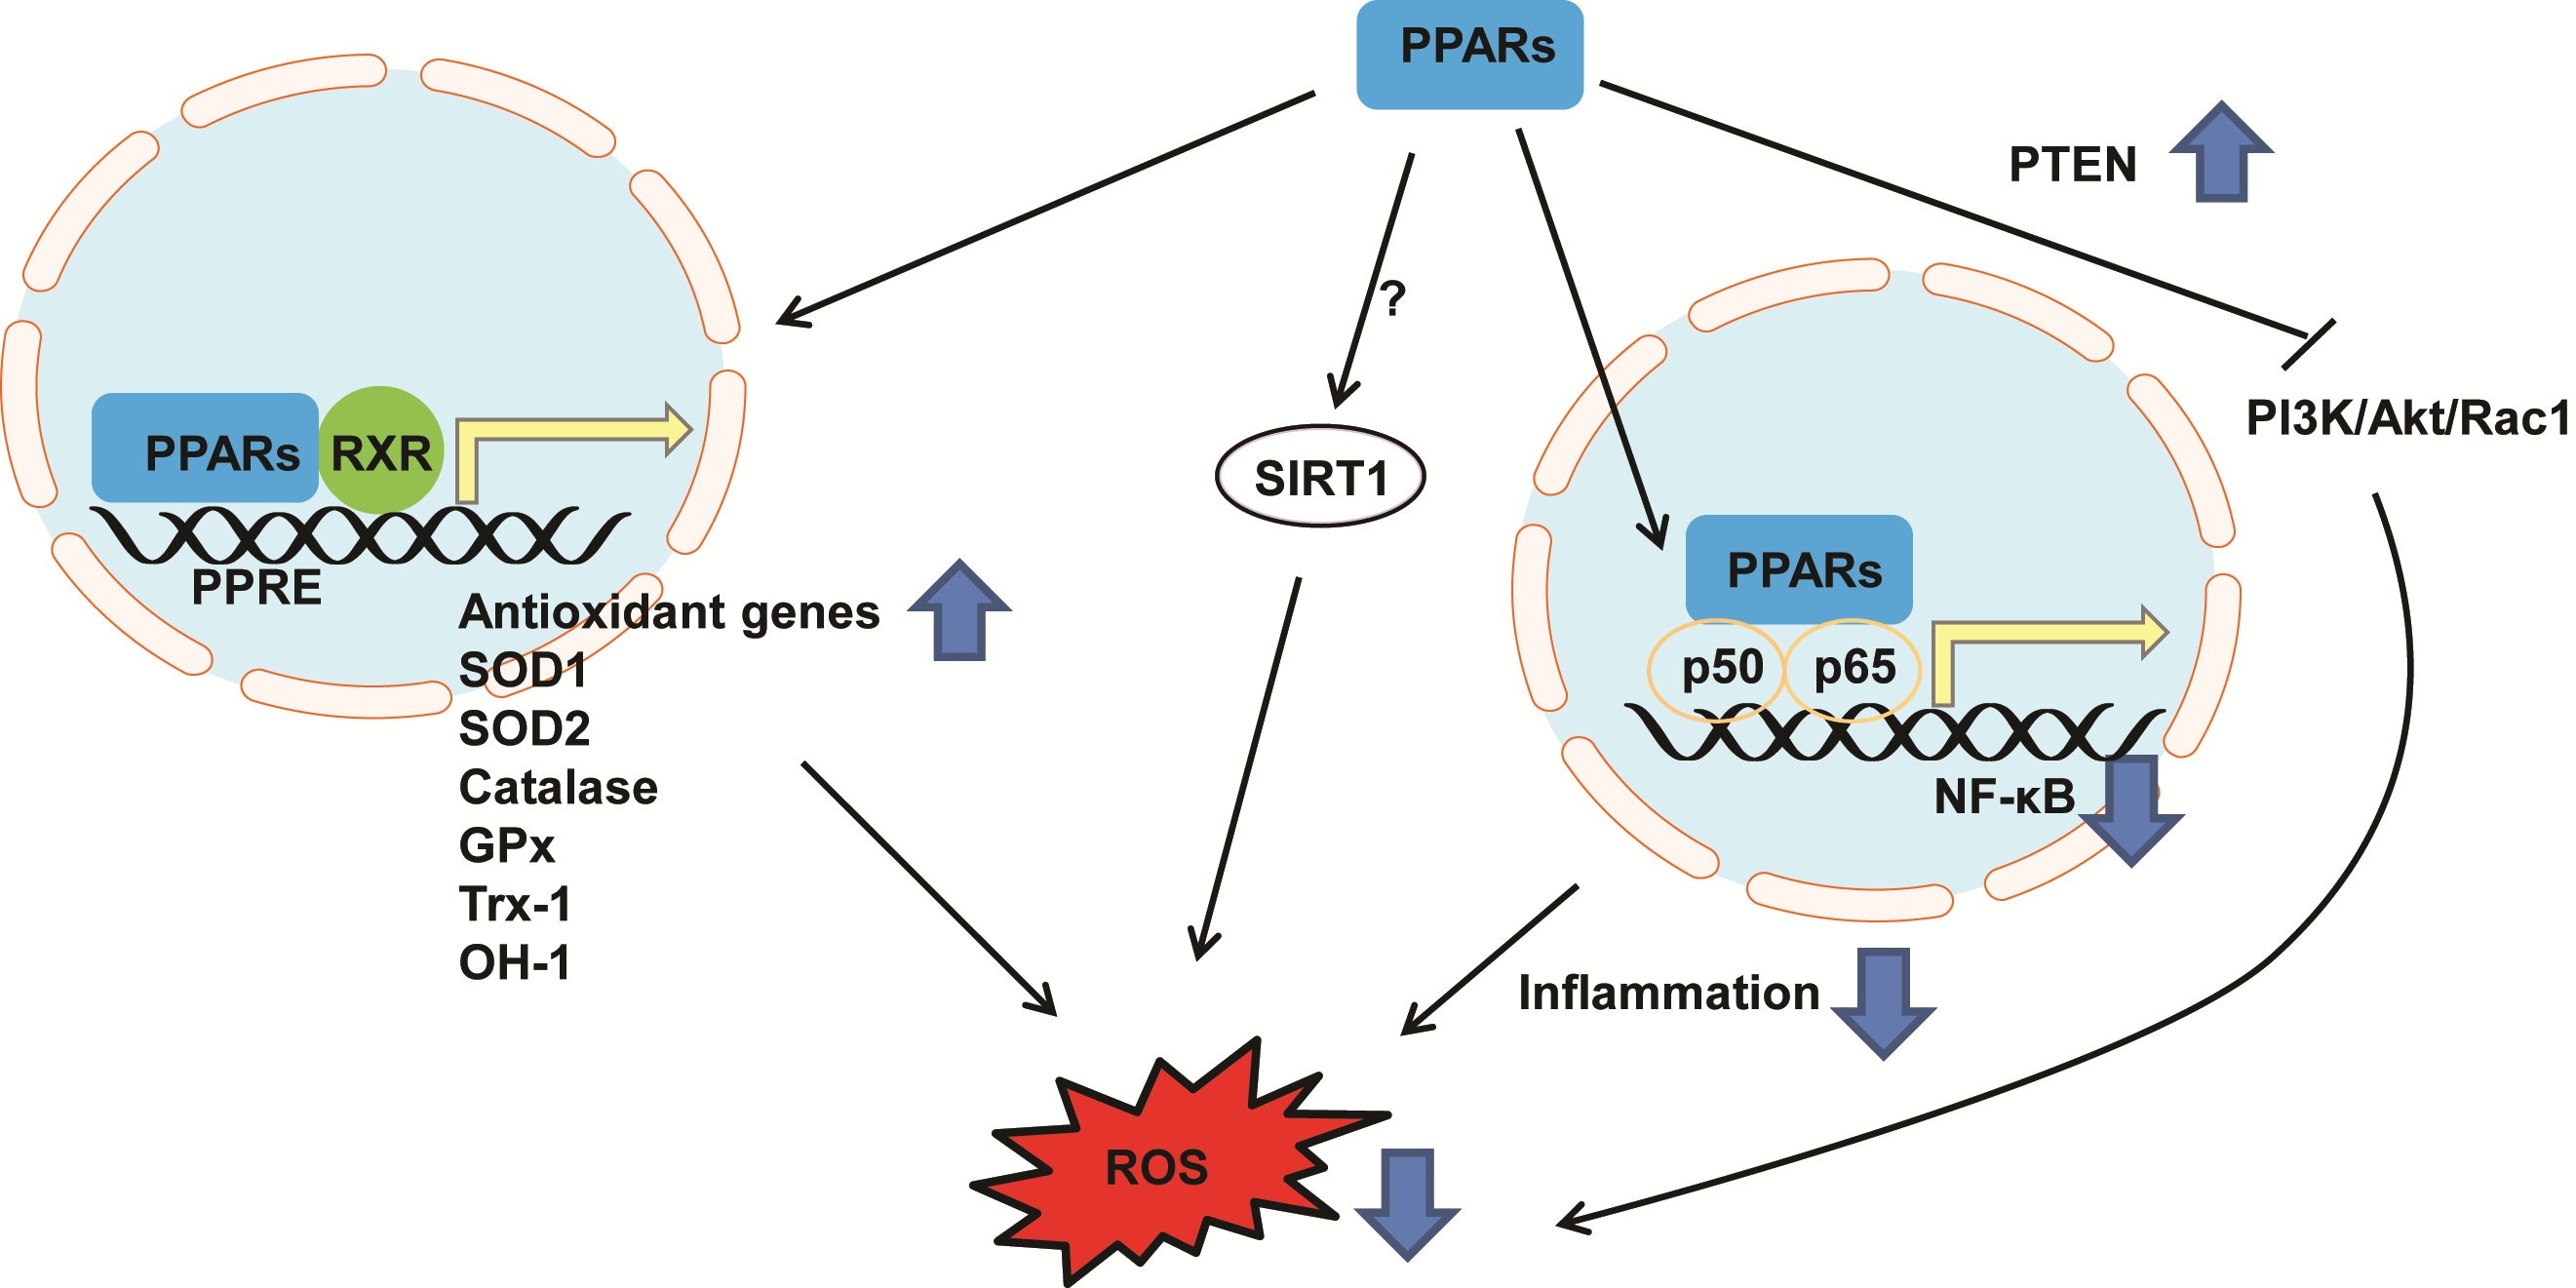 PPARs
PTEN
?
PI3K/Akt/Rac1
PPARs
RXR
SIRT1
PPRE
PPARs
Antioxidant genes
p50
p65
SOD1
SOD2
Catalase
NF-κB
GPx
Trx-1
OH-1
Inflammation
ROS